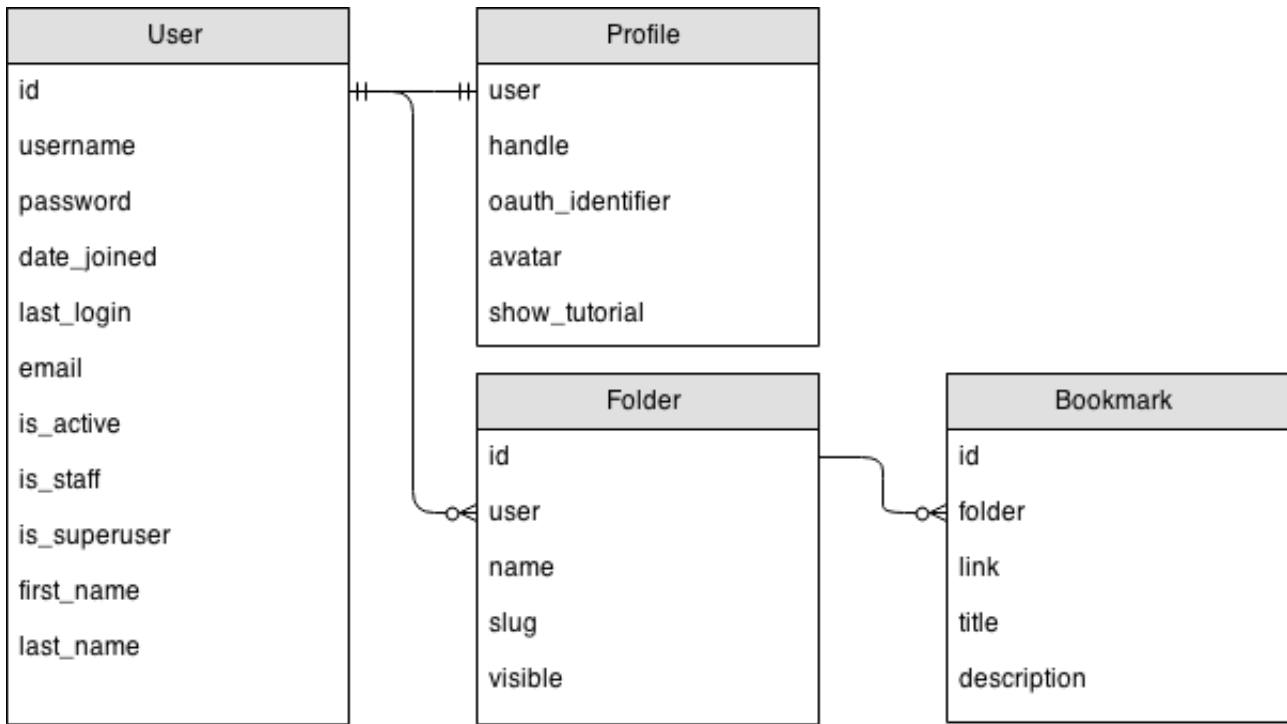 User
id
username
password
date_joined
last_login
email
is_active
is_staff
is_superuser
first_name
last_name
Profile
user
handle
oauth_identifier
avatar
show_tutorial
Folder
id
user
name
slug
visible
Bookmark
id
folder
link
title
description